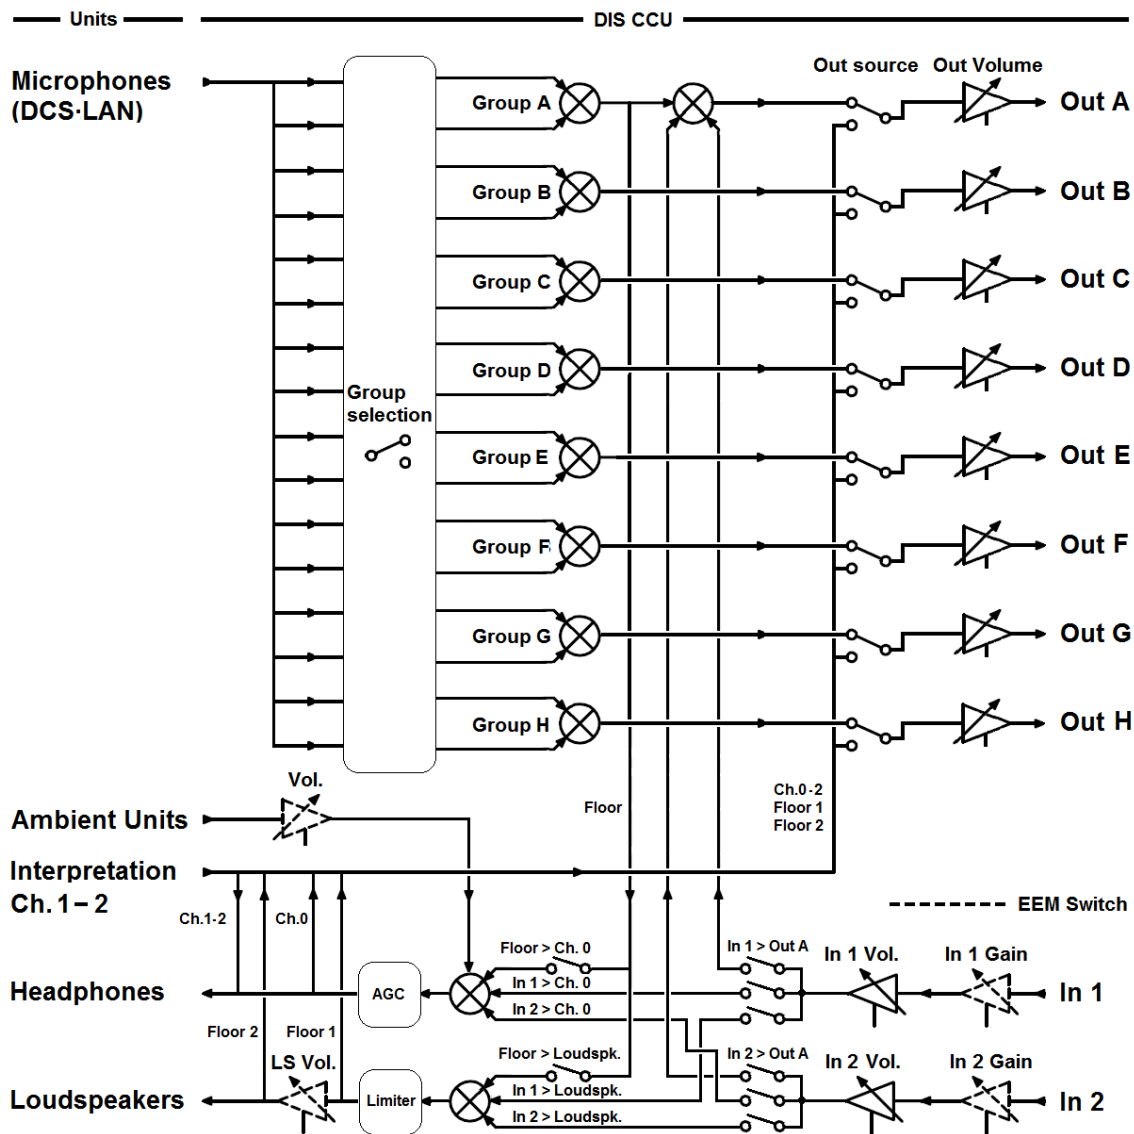 Units
DIS CCU
Microphones
(DCS·LAN)
Group A
Out source
Out Volume
Out A
Group B
Out B
Group C
Out C
Group D
Out D
Group
selection
Group E
Out E
Group F
Out F
Group G
Out G
Group H
Out H
Vol.
Ambient Units
Floor
Ch.0-2
Floor 1
Floor 2
Interpretation
Ch. 1– 2
Ch.1-2
Ch.0
EEM Switch
Floor > Ch. 0
In 1 > Out A
In 1 Vol.
In 1 Gain
Headphones
AGC
In 1 > Ch. 0
In 1
In 2 > Ch. 0
Floor 2
Floor 1
LS Vol.
Floor > Loudspk.
In 2 > Out A
In 2 Vol.
In 2 Gain
Loudspeakers
Limiter
In 1 > Loudspk.
In 2
In 2 > Loudspk.